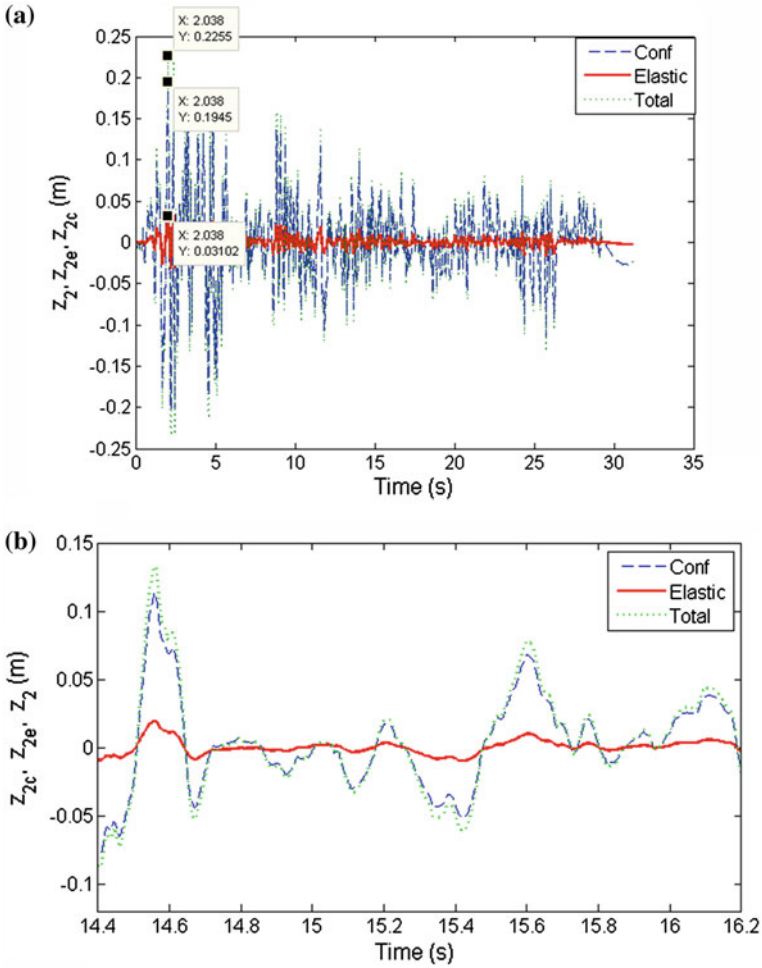 (a)
X: 2.038
Y: 0.2255
X: 2.038
Y: 0.1945
X: 2.038
Y: 0.03102
Conf
Elastic
Total
0.25
0.2
0.15
0.1
0.05
0
-0.05
-0.1
-0.15
-0.2
-0.25
Z2, Z2e, Z2c (m)
0 5 10 15 20 25 30 35
Time (s)
(b)
Conf
Elastic
Total
0.15
0.1
0.05
0
-0.05
-0.1
Z2c, Z2e, Z2 (m)
14.4 14.6 14.8 15 15.2 15.4 15.6 15.8 16 16.2
Time (s)